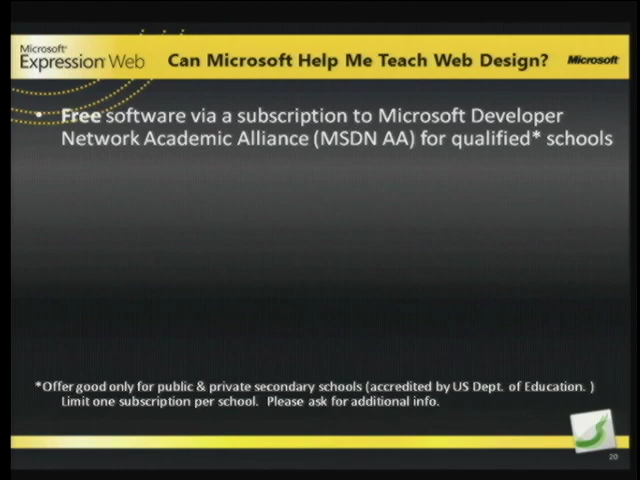 Microsoft
Expression Web
Can Microsoft Help Me Teach Web Design?
Microsoft
• Free software via a subscription to Microsoft Developer
Network Academic Alliance (MSDN AA) for qualified* schools
*Offer good only for public & private secondary schools (accredited by US Dept. of Education. )
Limit one subscription per school. Please ask for additional info.
20